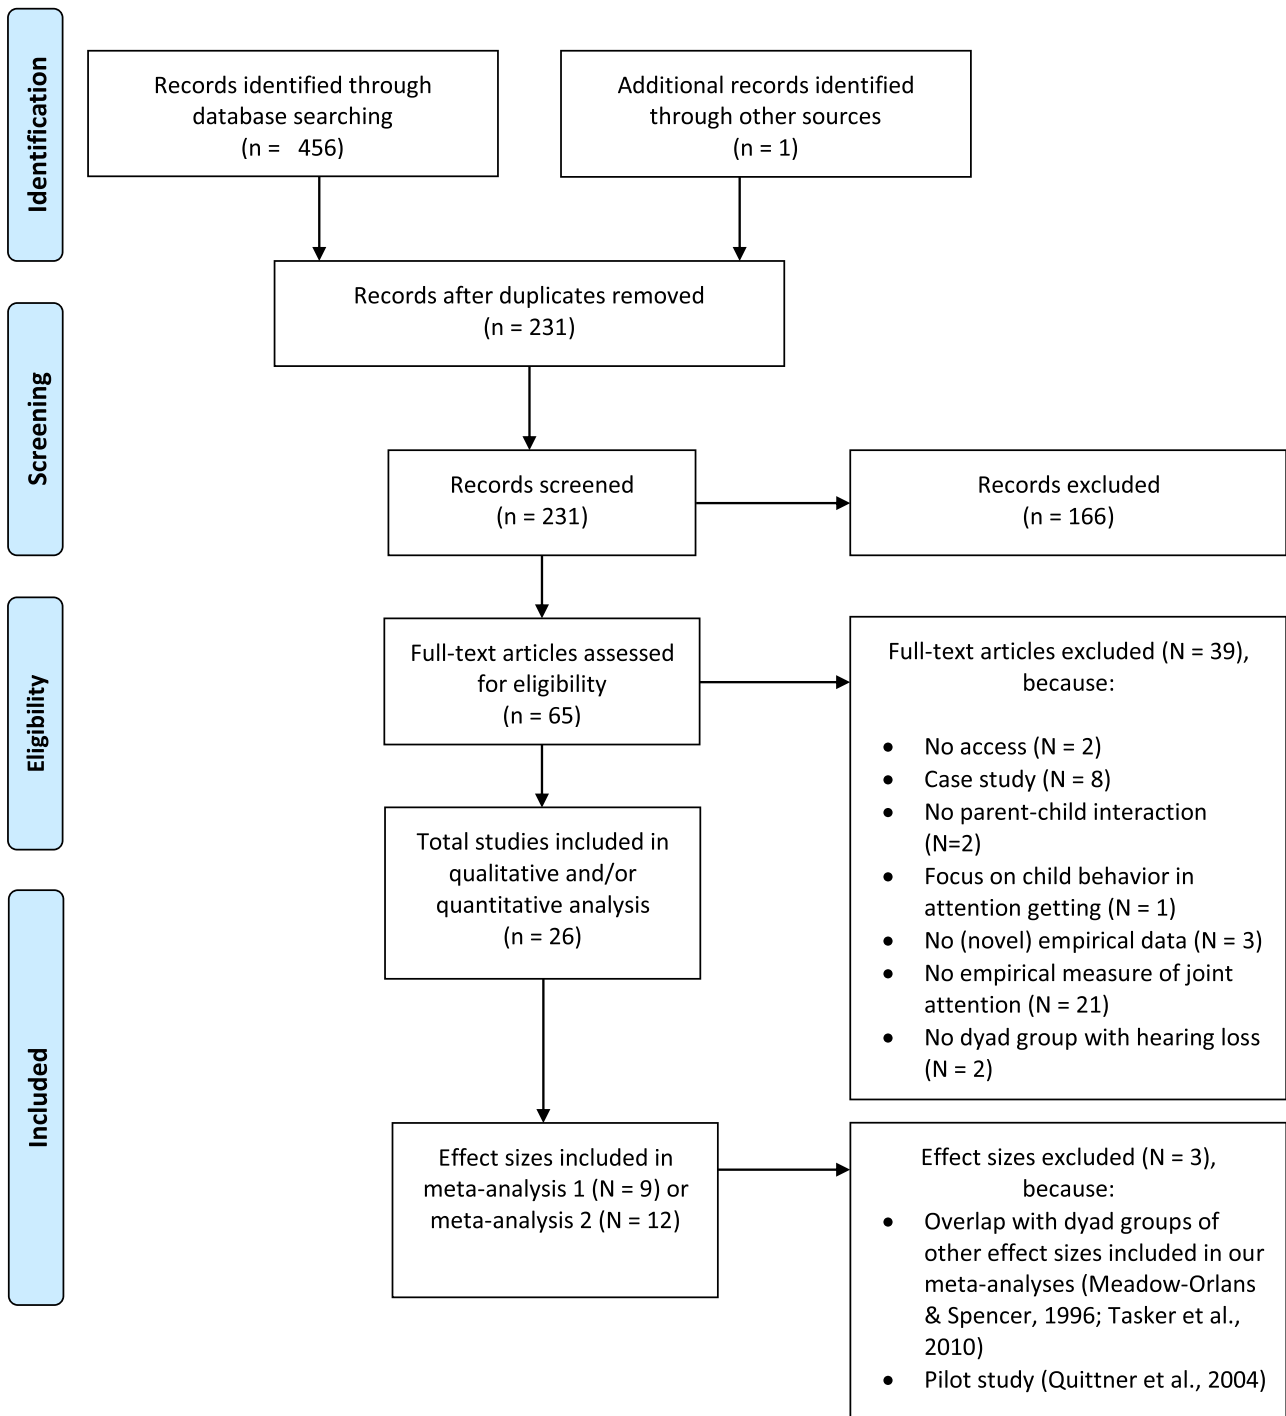 Identification
Records identified through
database searching
(n =   456)
Additional records identified
through other sources
(n = 1)
Records after duplicates removed
(n = 231)
Screening
Records screened
(n = 231)
Records excluded
(n = 166)
Eligibility
Full-text articles assessed
for eligibility
(n = 65)
Full-text articles excluded (N = 39),
because:
• No access (N = 2)
• Case study (N = 8)
• No parent-child interaction
(N=2)
• Focus on child behavior in
attention getting (N = 1)
• No (novel) empirical data (N = 3)
• No empirical measure of joint
attention (N = 21)
• No dyad group with hearing loss
(N = 2)
Total studies included in
qualitative and/or
quantitative analysis
(n = 26)
Included
Effect sizes included in
meta-analysis 1 (N = 9) or
meta-analysis 2 (N = 12)
Effect sizes excluded (N = 3),
because:
• Overlap with dyad groups of
other effect sizes included in our
meta-analyses (Meadow-Orlans
& Spencer, 1996; Tasker et al.,
2010)
• Pilot study (Quittner et al., 2004)